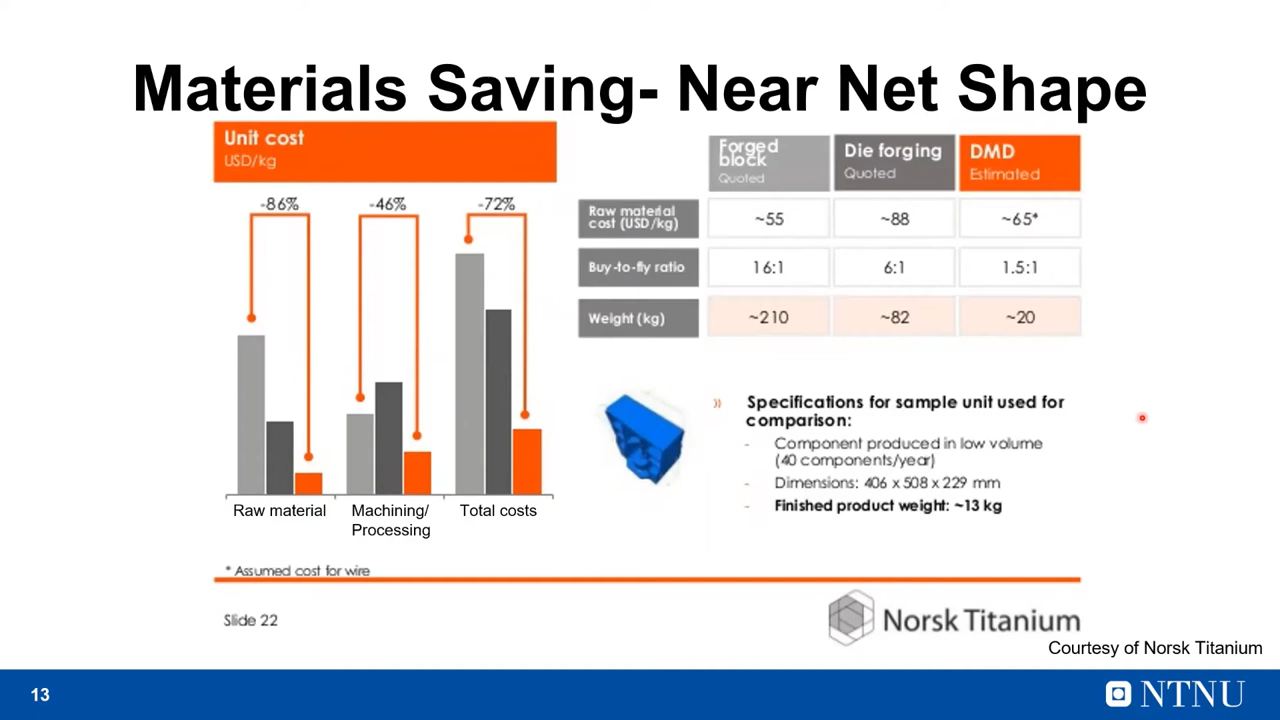 Materials Saving- Near Net Shape
Unit cost
USD/kg
-86%
-46%
-72%
Raw material
Machining/
Processing
Total costs
* Assumed cost for wire
Slide 22
Forged
block
Quoted
Die forging
Quoted
DMD
Estimated
Raw material
cost (USD/kg)
~55
~88
~65*
Buy-to-fly ratio
16:1
6:1
1.5:1
Weight (kg)
~210
~82
~20
» Specifications for sample unit used for
comparison:
- Component produced in low volume
(40 components/year)
- Dimensions: 406 x 508 x 229 mm
- Finished product weight: ~13 kg
Norsk Titanium
Courtesy of Norsk Titanium
13
NTNU